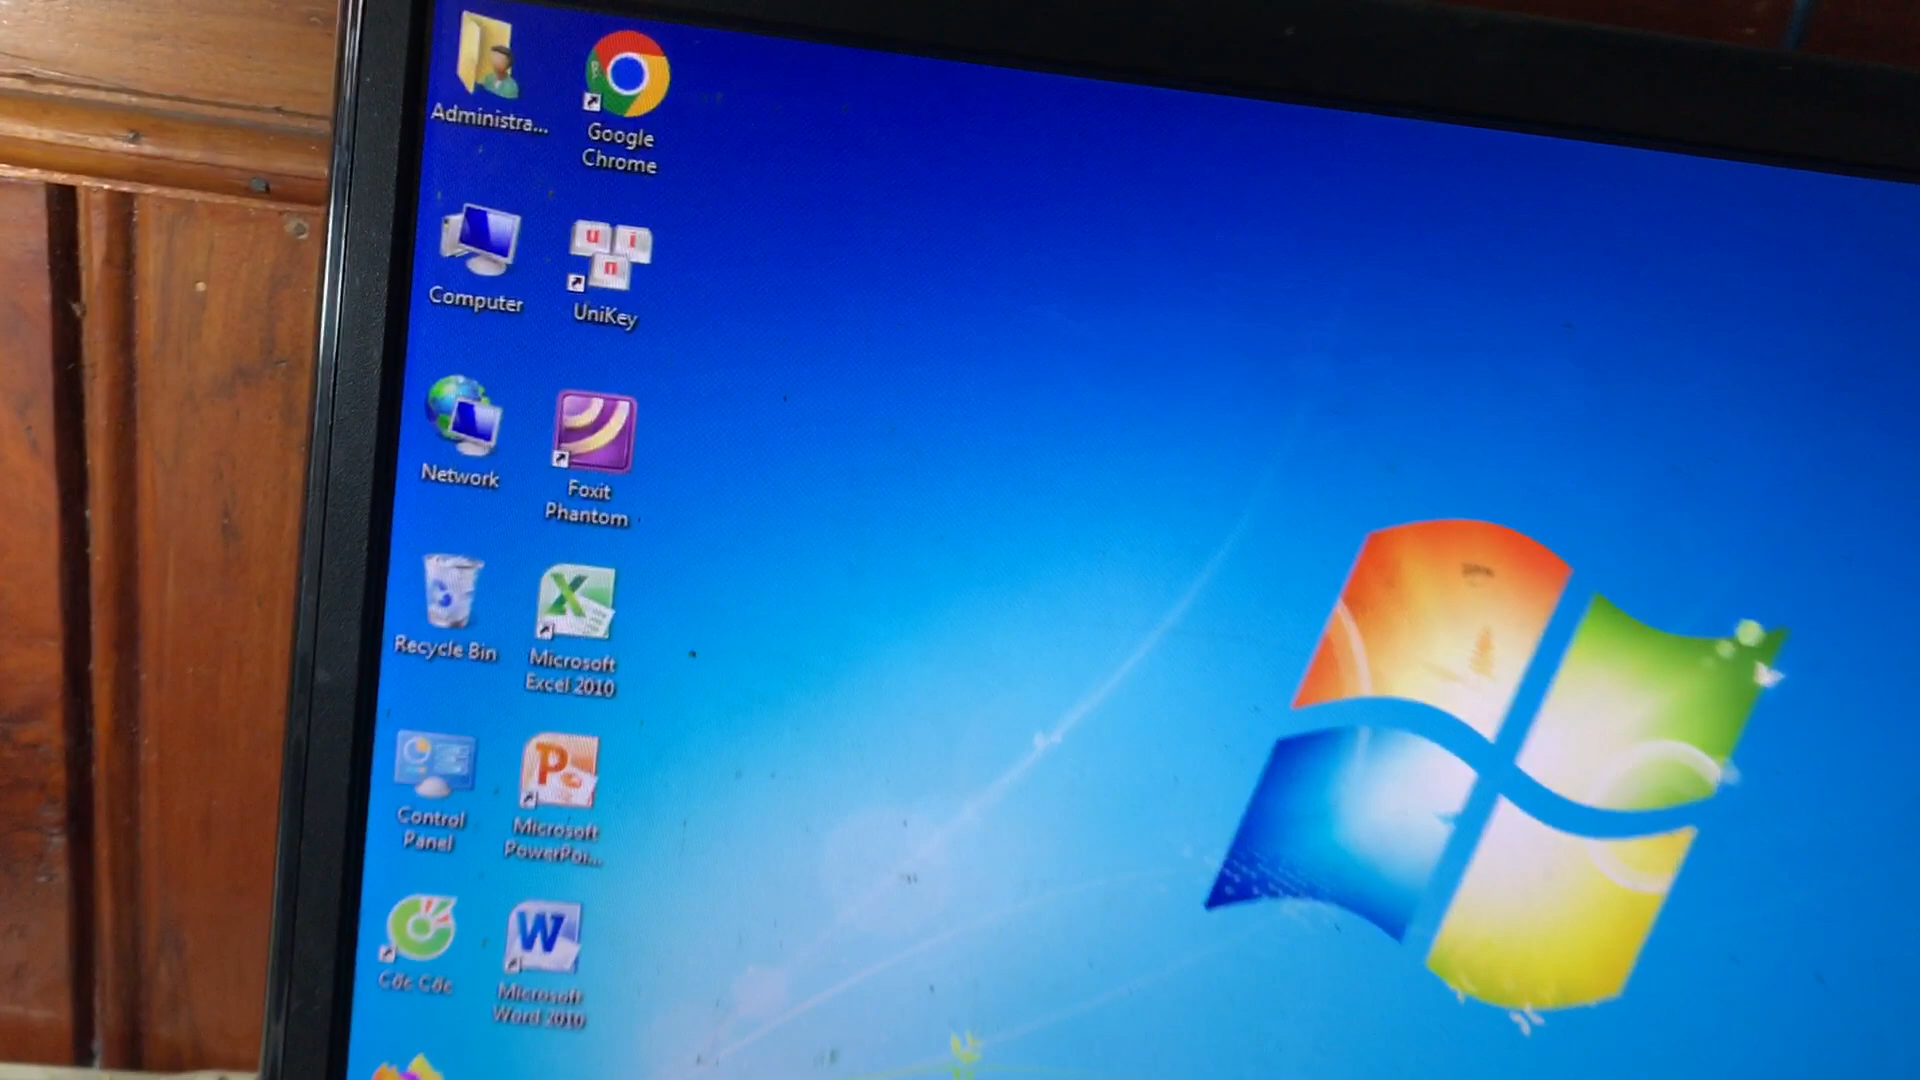 Administra...
Google
Chrome
Computer
UniKey
Network
Foxit
Phantom
Recycle Bin
Microsoft
Excel 2010
Control
Panel
Microsoft
PowerPoi...
Cốc Cốc
Microsoft
Word 2010